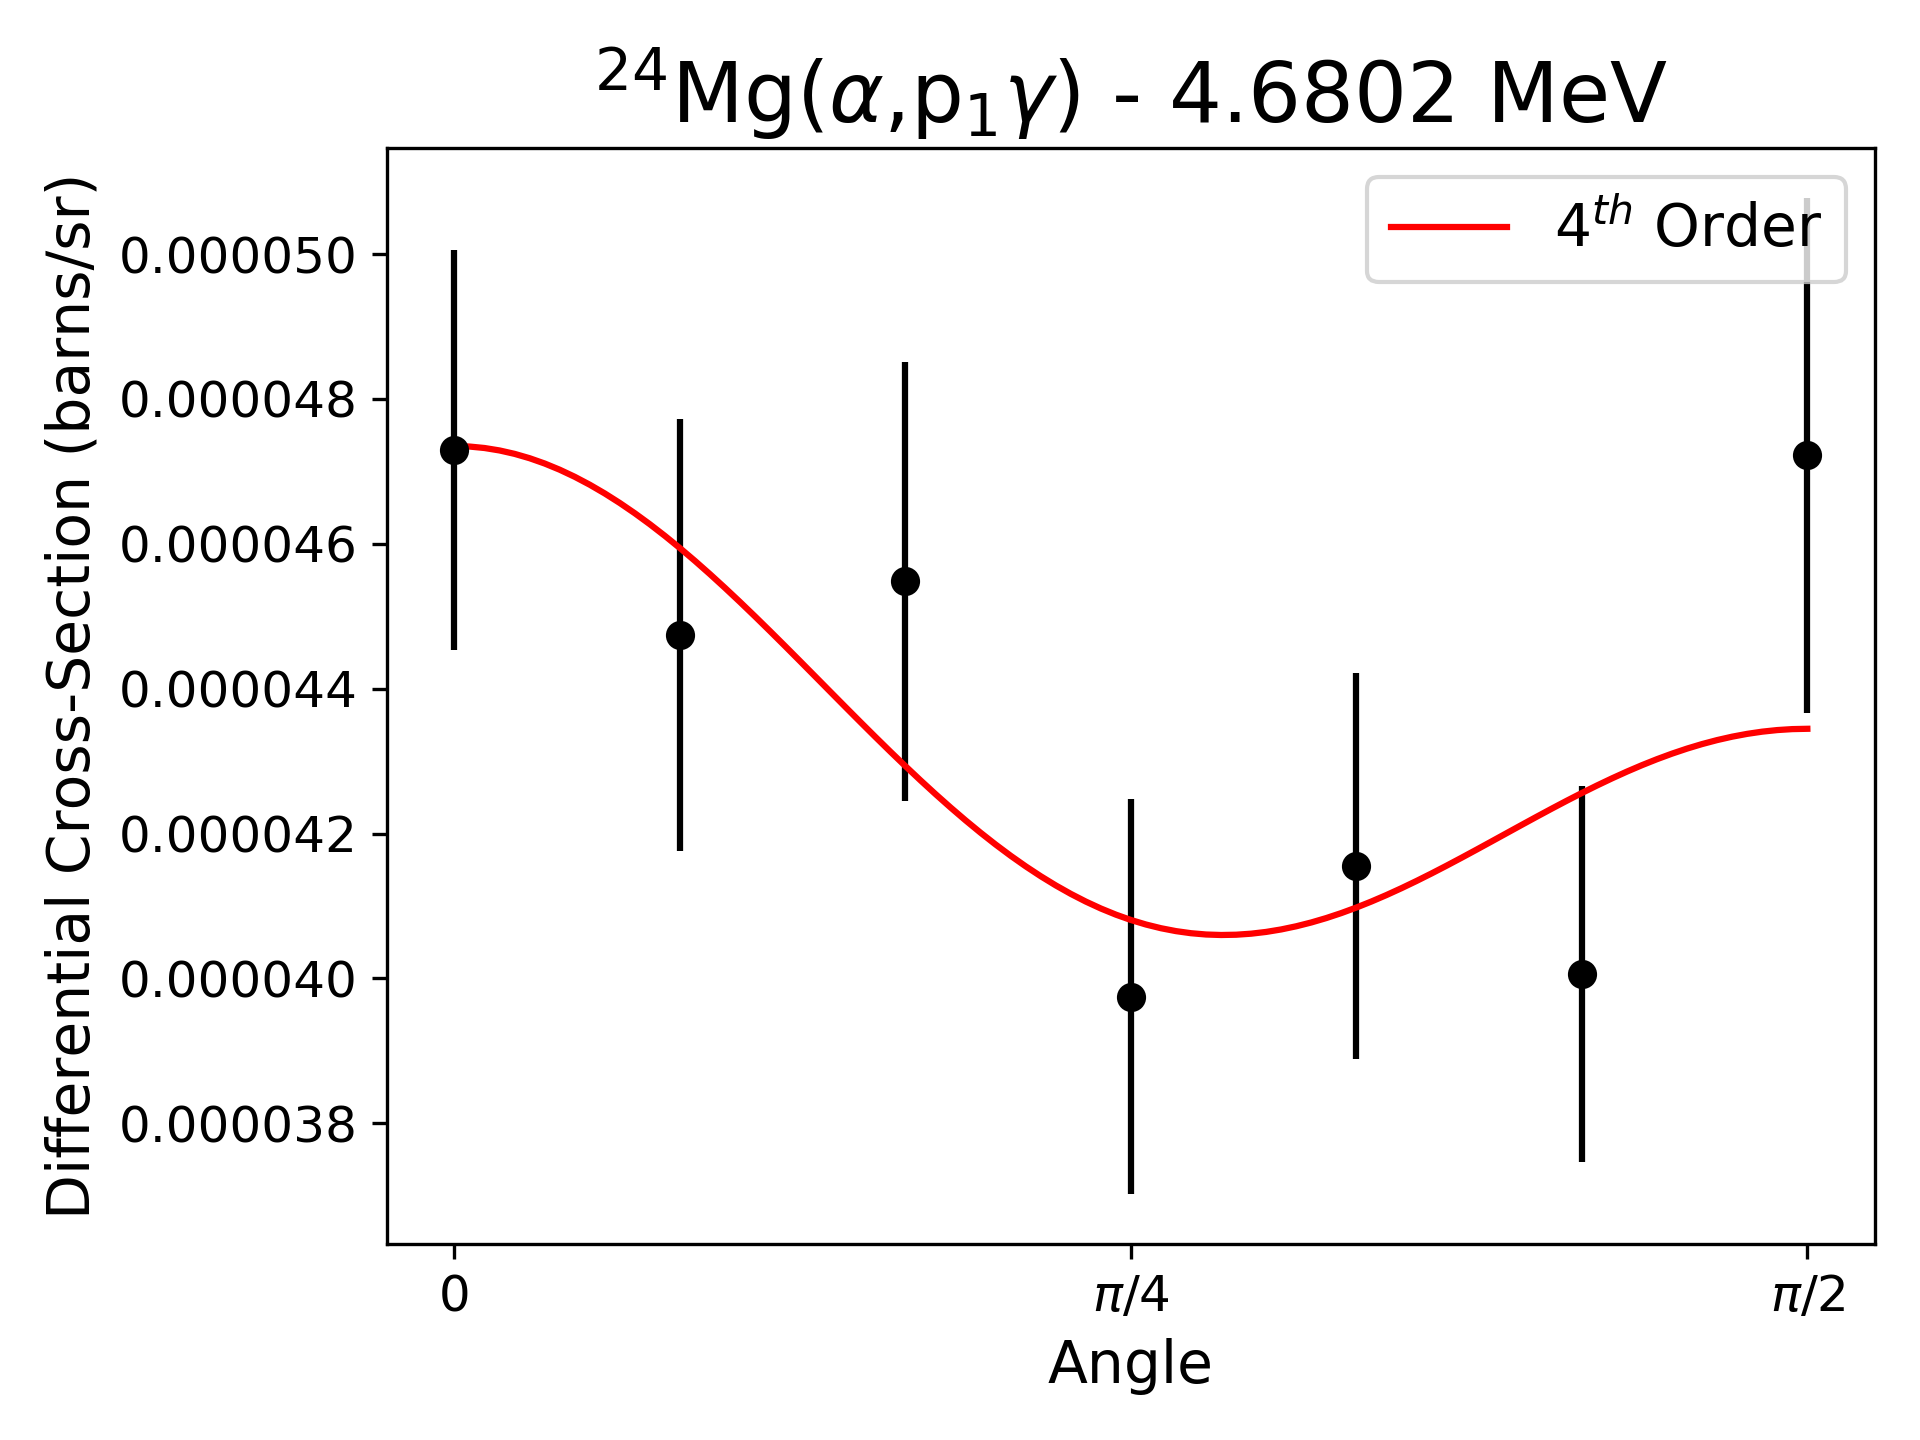 ²⁴Mg(α,p₁γ) - 4.6802 MeV
4ᵗʰ Order
Differential Cross-Section (barns/sr)
0.000050
0.000048
0.000046
0.000044
0.000042
0.000040
0.000038
0 π/4 π/2
Angle